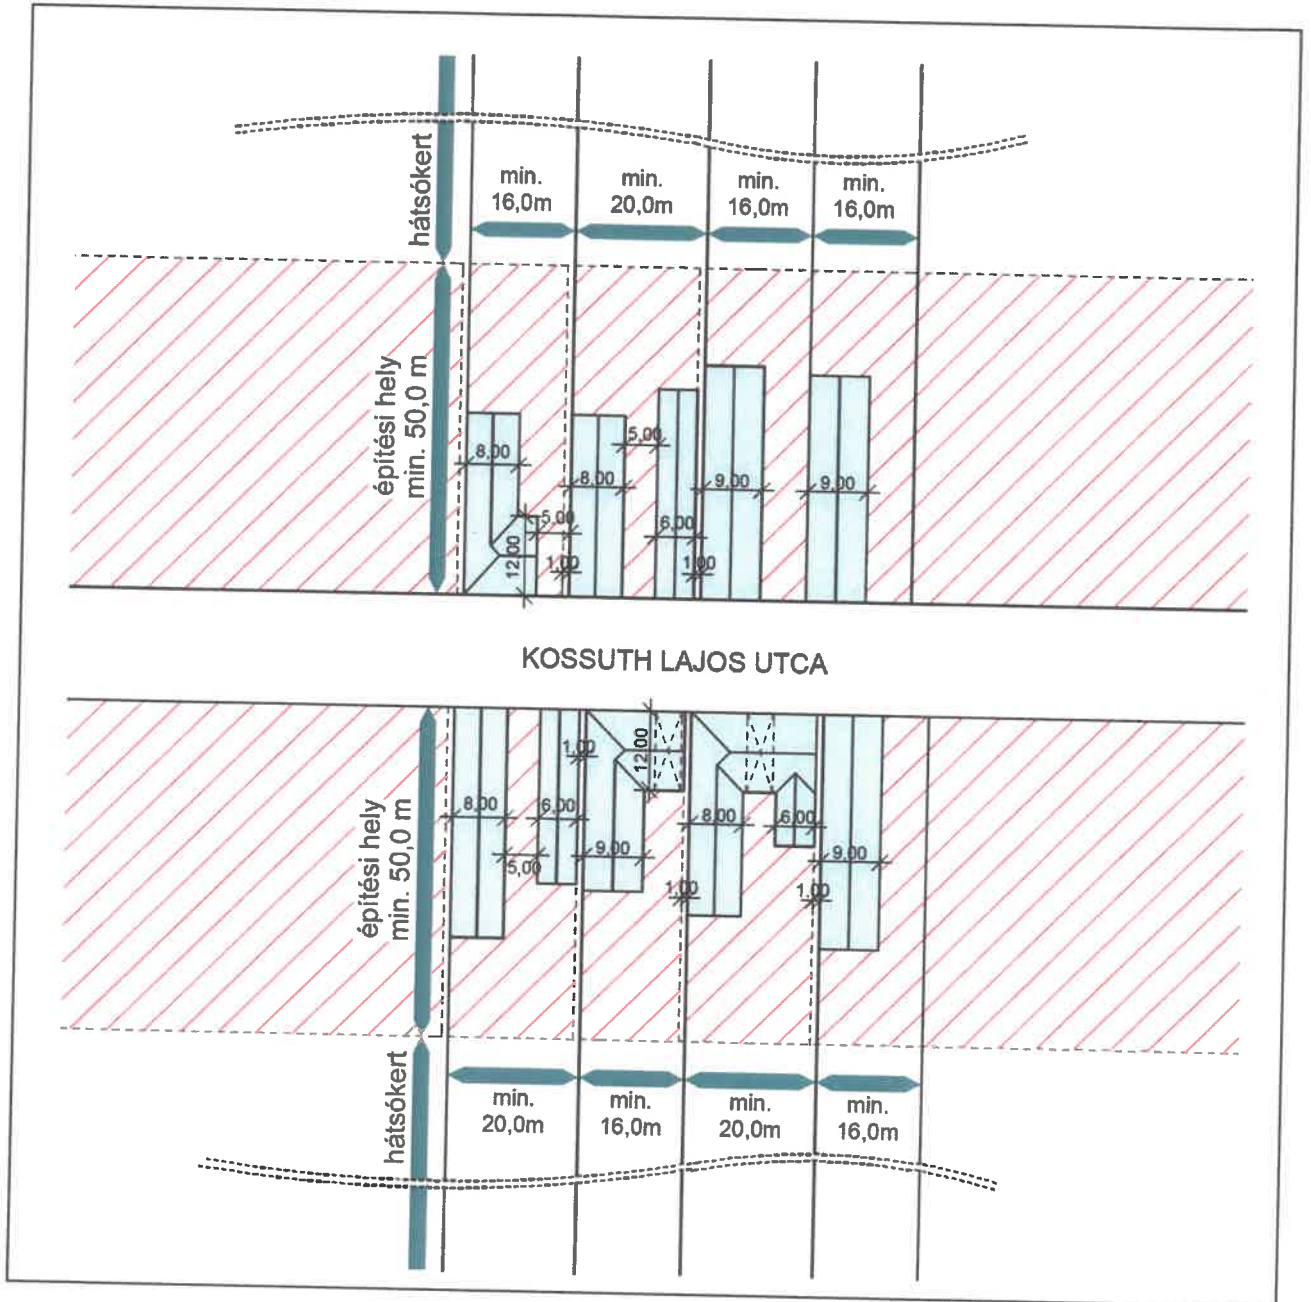 hátsókert
min.
16,0m
min.
20,0m
min.
16,0m
min.
16,0m
építési hely
min. 50,0 m
8,00
5,00
12,00
1,00
8,00
5,00
6,00
1,00
9,00
9,00
KOSSUTH LAJOS UTCA
építési hely
min. 50,0 m
8,00
5,00
6,00
1,00
12,00
9,00
1,00
8,00
6,00
1,00
9,00
hátsókert
min.
20,0m
min.
16,0m
min.
20,0m
min.
16,0m